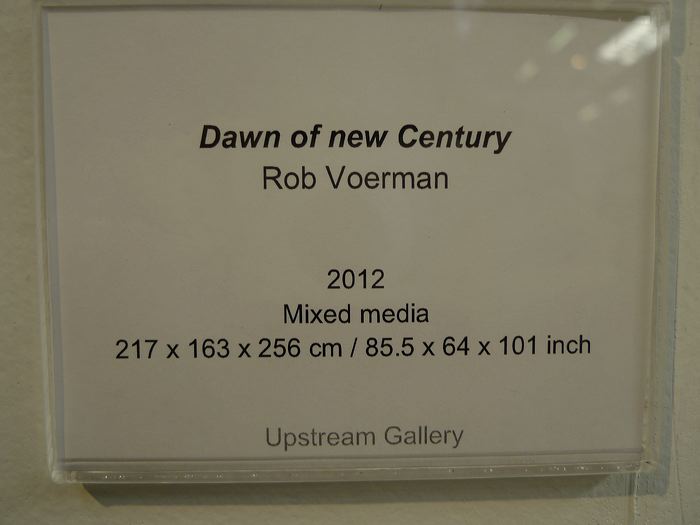 Dawn of new Century
Rob Voerman
2012
Mixed media
217 x 163 x 256 cm / 85.5 x 64 x 101 inch
Upstream Gallery